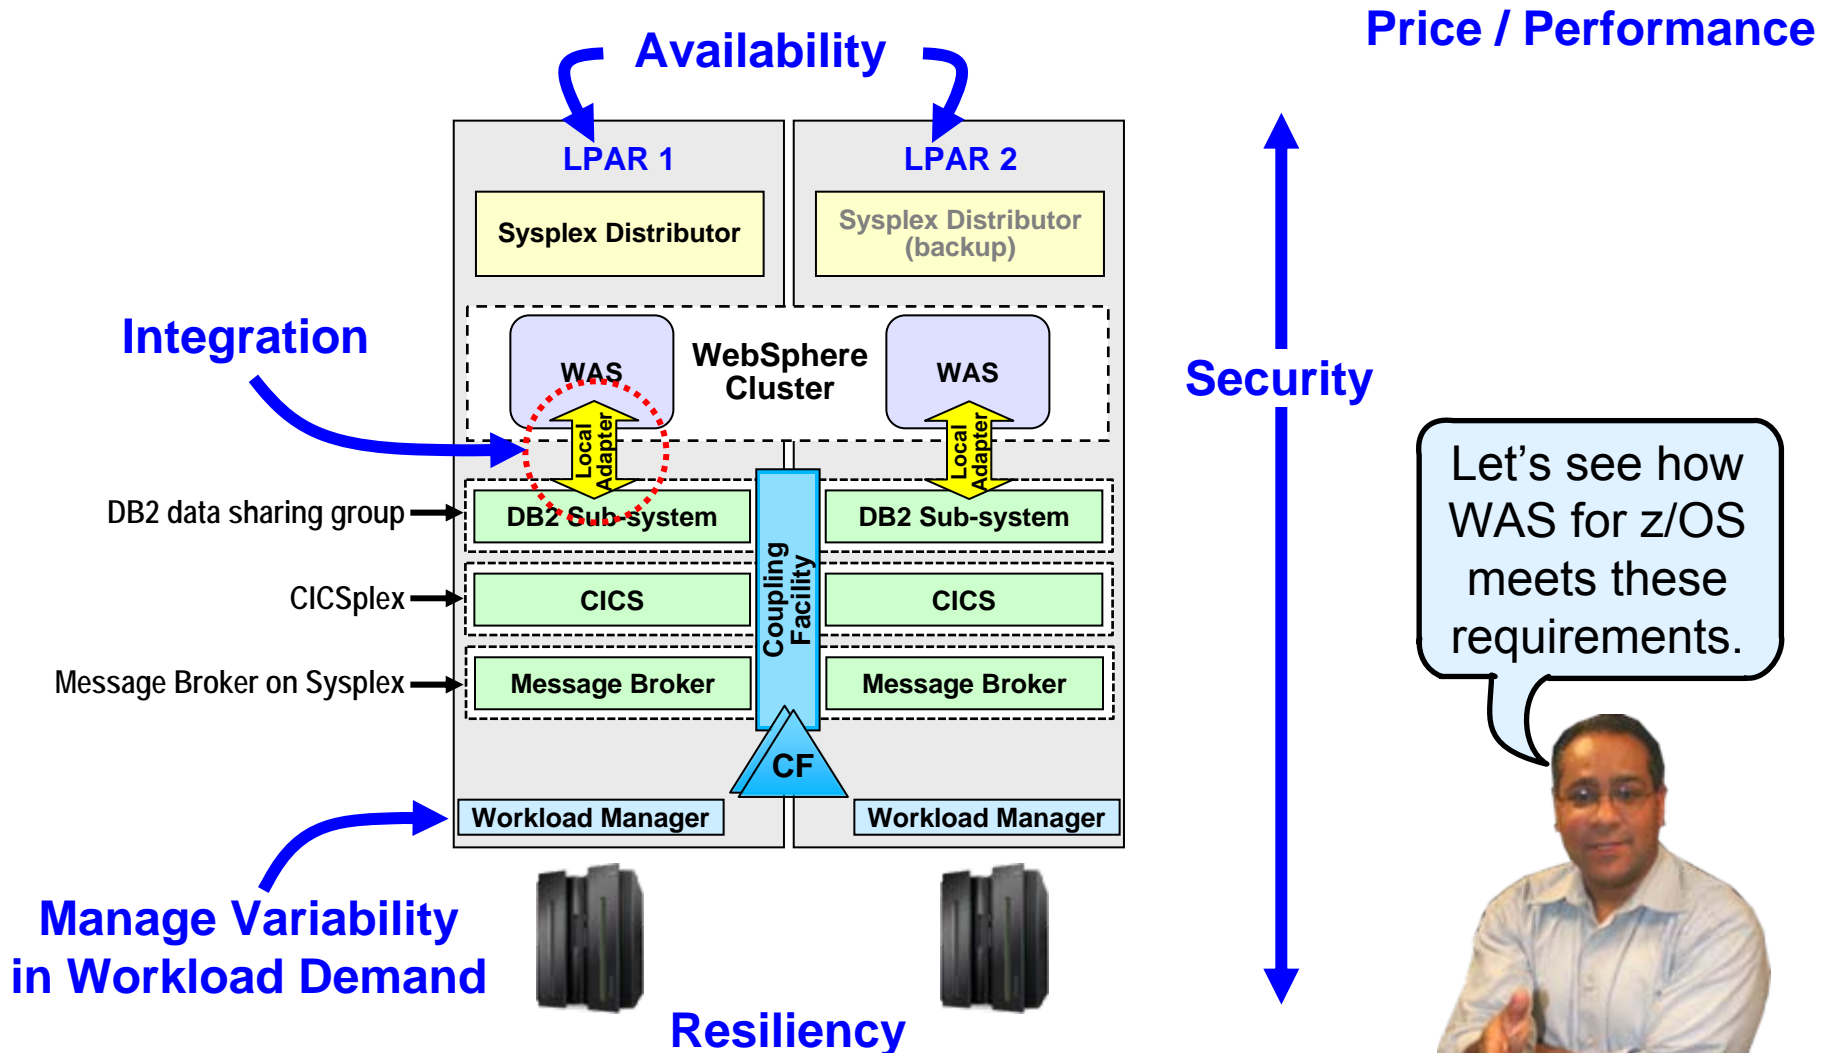 Price / Performance
Availability
LPAR 1
LPAR 2
Sysplex Distributor
Sysplex Distributor
(backup)
Integration
WAS
WebSphere
Cluster
WAS
Security
Local
Adapter
Local
Adapter
Let's see how
WAS for z/OS
meets these
requirements.
DB2 data sharing group
DB2 Sub-system
DB2 Sub-system
Coupling
Facility
CICSplex
CICS
CICS
Message Broker on Sysplex
Message Broker
Message Broker
CF
Workload Manager
Workload Manager
Manage Variability
in Workload Demand
Resiliency